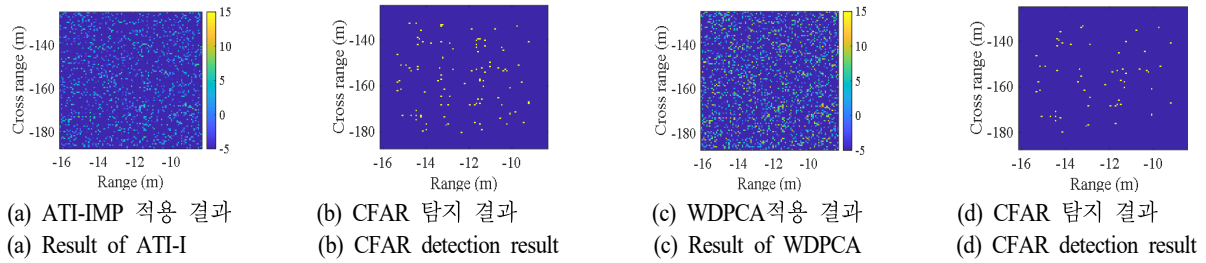 15
10
5
0
-5
-140
-160
-180
Cross range (m)
-16 -14 -12 -10
Range (m)
-140
-160
-180
Cross range (m)
-16 -14 -12 -10
Range (m)
15
10
5
0
-5
-140
-160
-180
Cross range (m)
-16 -14 -12 -10
Range (m)
-140
-160
-180
Cross range (m)
-16 -14 -12 -10
Range (m)
(a) ATI-IMP 적용 결과
(b) CFAR 탐지 결과
(c) WDPCA적용 결과
(d) CFAR 탐지 결과
(a) Result of ATI-I
(b) CFAR detection result
(c) Result of WDPCA
(d) CFAR detection result